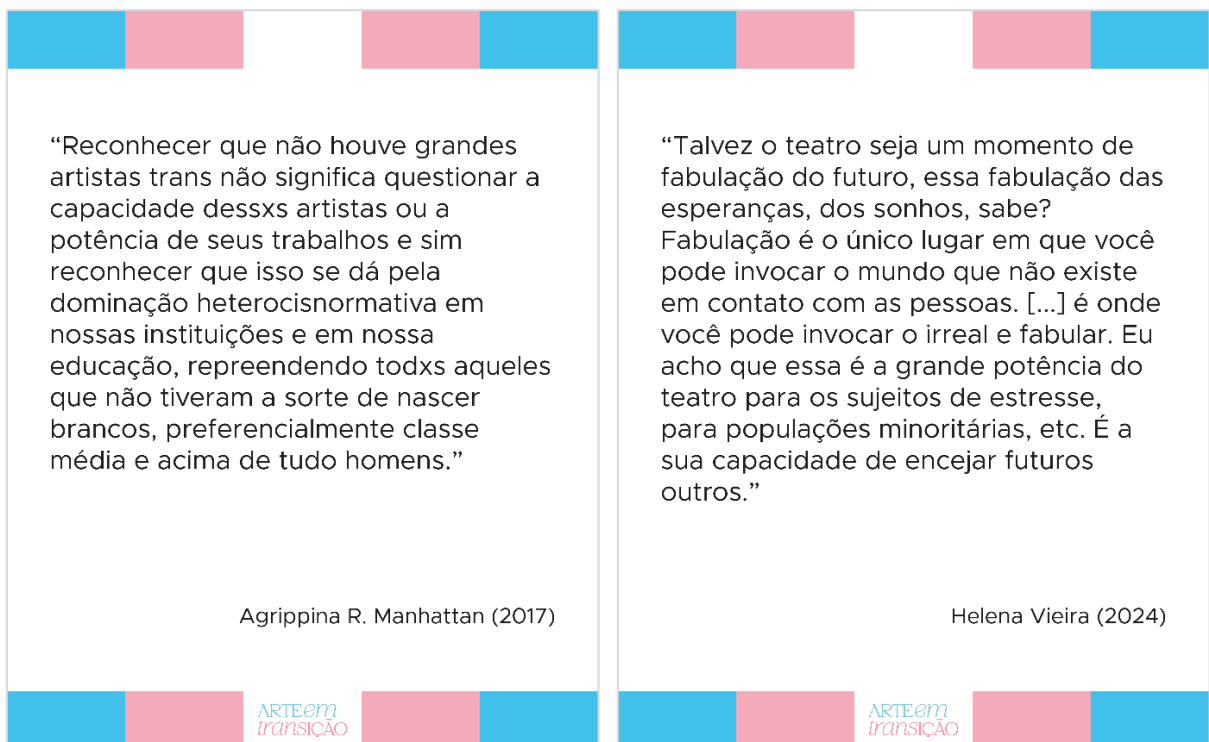 “Reconhecer que não houve grandes
artistas trans não significa questionar a
capacidade dessxs artistas ou a
potência de seus trabalhos e sim
reconhecer que isso se dá pela
dominação heterocisnormativa em
nossas instituições e em nossa
educação, repreendendo todxs aqueles
que não tiveram a sorte de nascer
brancos, preferencialmente classe
média e acima de tudo homens.”
Agrippina R. Manhattan (2017)
ARTE em
transIÇÃO
“Talvez o teatro seja um momento de
fabulação do futuro, essa fabulação das
esperanças, dos sonhos, sabe?
Fabulação é o único lugar em que você
pode invocar o mundo que não existe
em contato com as pessoas. [...] é onde
você pode invocar o irreal e fabular. Eu
acho que essa é a grande potência do
teatro para os sujeitos de estresse,
para populações minoritárias, etc. É a
sua capacidade de encejar futuros
outros.”
Helena Vieira (2024)
ARTE em
transIÇÃO